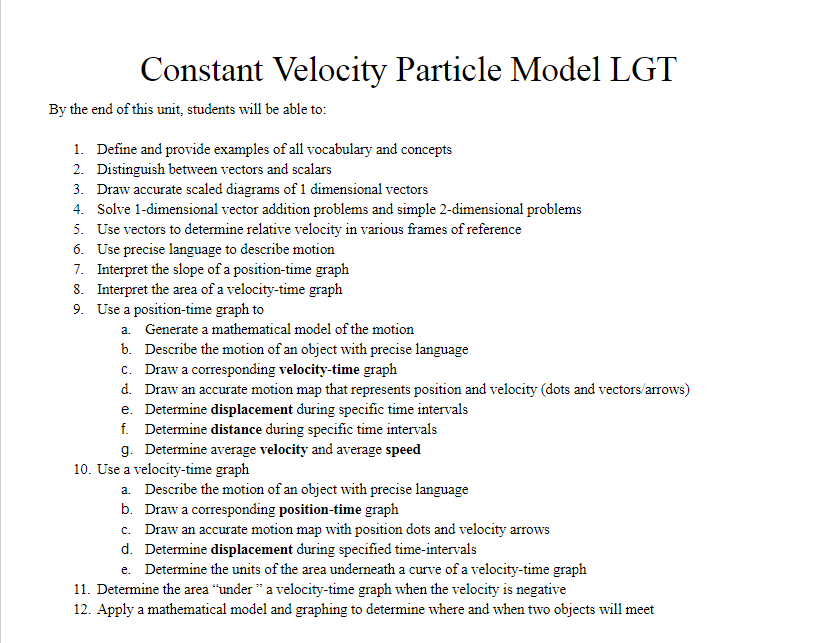 Constant Velocity Particle Model LGT
By the end of this unit, students will be able to:
1. Define and provide examples of all vocabulary and concepts
2. Distinguish between vectors and scalars
3. Draw accurate scaled diagrams of 1 dimensional vectors
4. Solve 1-dimensional vector addition problems and simple 2-dimensional problems
5. Use vectors to determine relative velocity in various frames of reference
6. Use precise language to describe motion
7. Interpret the slope of a position-time graph
8. Interpret the area of a velocity-time graph
9. Use a position-time graph to
a. Generate a mathematical model of the motion
b. Describe the motion of an object with precise language
c. Draw a corresponding velocity-time graph
d. Draw an accurate motion map that represents position and velocity (dots and vectors/arrows)
e. Determine displacement during specific time intervals
f. Determine distance during specific time intervals
g. Determine average velocity and average speed
10. Use a velocity-time graph
a. Describe the motion of an object with precise language
b. Draw a corresponding position-time graph
c. Draw an accurate motion map with position dots and velocity arrows
d. Determine displacement during specified time-intervals
e. Determine the units of the area underneath a curve of a velocity-time graph
11. Determine the area “under ” a velocity-time graph when the velocity is negative
12. Apply a mathematical model and graphing to determine where and when two objects will meet